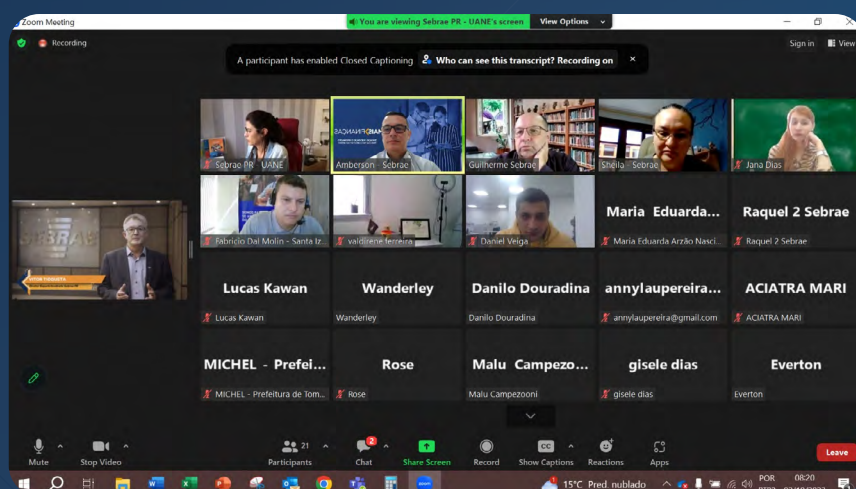 Zoom Meeting
You are viewing Sebrae PR - UANE's screen
View Options
Recording
Sign in
View
A participant has enabled Closed Captioning
Who can see this transcript? Recording on
Sebrae PR - UANE
Amberson - Sebrae
Guilherme Sebrae
Sheila - Sebrae
Jana Dias
SEBRAE
Fabricio Dal Molin - Santa Iz...
valdirene ferreira
Daniel Veiga
Maria Eduarda...
Maria Eduarda Arzão Nasci...
Raquel 2 Sebrae
Raquel 2 Sebrae
Lucas Kawan
Lucas Kawan
Wanderley
Wanderley
Danilo Douradina
Danilo Douradina
annylaupereira...
annylaupereira@gmail.com
ACIATRA MARI
ACIATRA MARI
MICHEL - Prefei...
MICHEL - Prefeitura de Tom...
Rose
Rose
Malu Campezo...
Malu Campezooni
gisele dias
gisele dias
Everton
Everton
Mute
Stop Video
21
Participants
2
Chat
Share Screen
Record
CC
Show Captions
Reactions
Apps
Leave
15°C Pred. nublado
POR
08:20